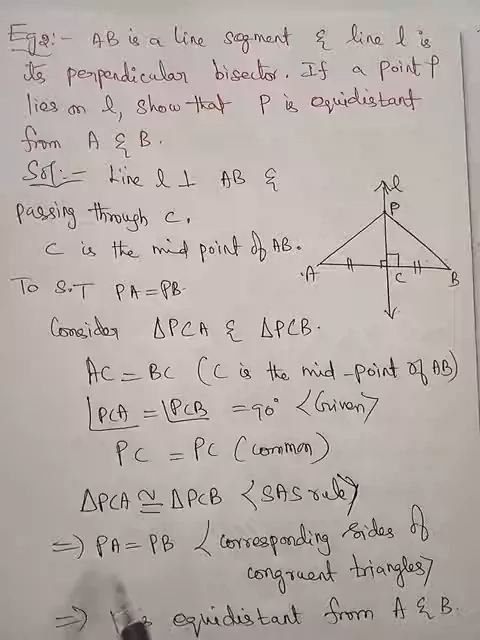 Eg2:- AB is a line segment & line l is
its perpendicular bisector. If a point P
lies on l, show that P is equidistant
from A & B.
Sol:- Line l ⊥ AB &
passing through C.
C is the mid point of AB.
To S.T PA = PB.
l
P
A
C
B
Consider ΔPCA & ΔPCB.
AC = BC (C is the mid-point of AB)
∠PCA = ∠PCB = 90° <Given>
PC = PC (common)
ΔPCA ≅ ΔPCB <SAS rule>
=> PA = PB <corresponding sides of
congruent triangles>
=> is equidistant from A & B.